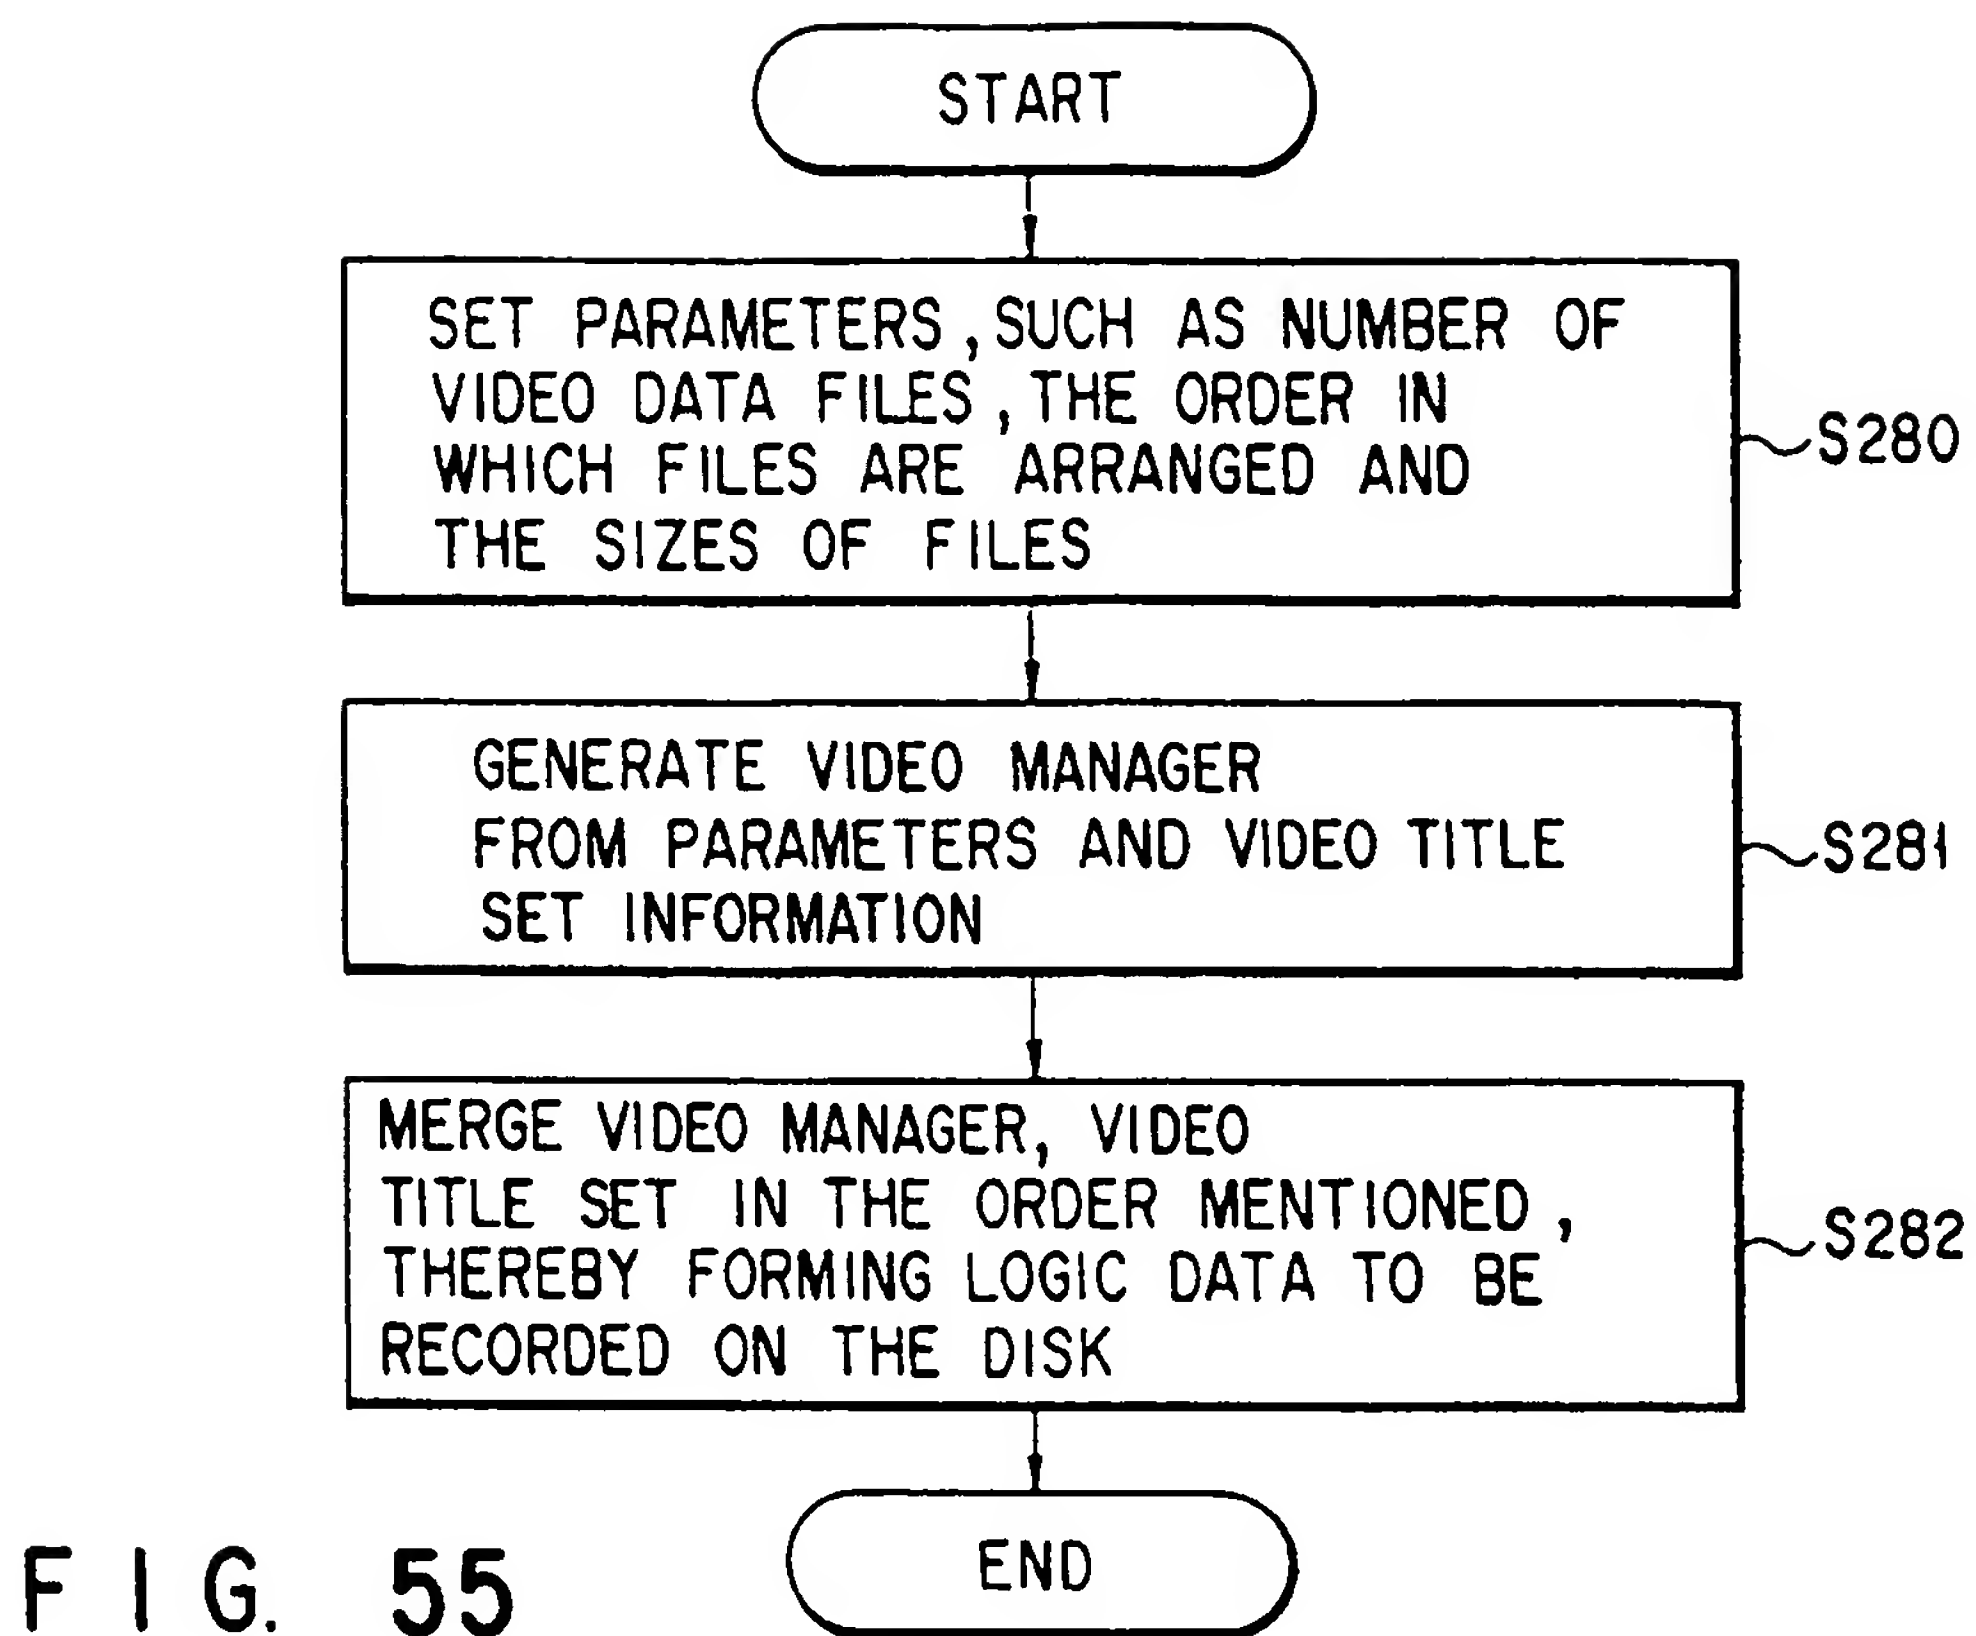 START
SET PARAMETERS, SUCH AS NUMBER OF
VIDEO DATA FILES, THE ORDER IN
WHICH FILES ARE ARRANGED AND
THE SIZES OF FILES
S280
GENERATE VIDEO MANAGER
FROM PARAMETERS AND VIDEO TITLE
SET INFORMATION
S281
MERGE VIDEO MANAGER, VIDEO
TITLE SET IN THE ORDER MENTIONED,
THEREBY FORMING LOGIC DATA TO BE
RECORDED ON THE DISK
S282
END
FIG. 55